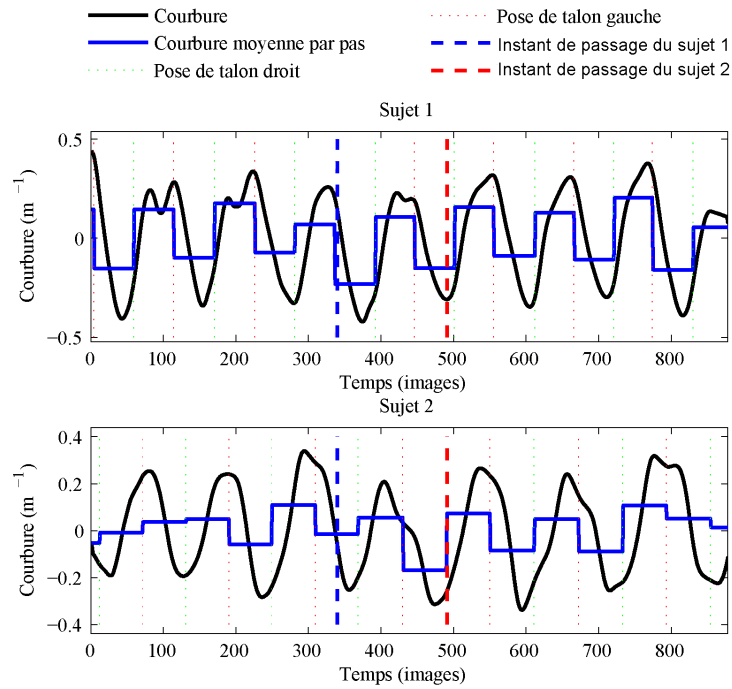 Courbure
Courbure moyenne par pas
Pose de talon droit
Pose de talon gauche
Instant de passage du sujet 1
Instant de passage du sujet 2
Sujet 1
0.5
0
−0.5
Courbure (m −1)
0 100 200 300 400 500 600 700 800
Temps (images)
Sujet 2
0.4
0.2
0
−0.2
−0.4
Courbure (m −1)
0 100 200 300 400 500 600 700 800
Temps (images)